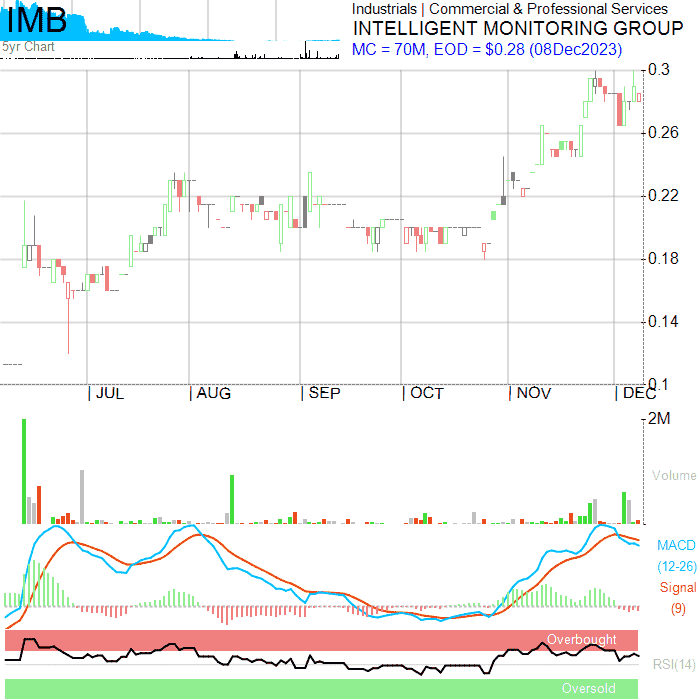 IMB
5yr Chart
Industrials | Commercial & Professional Services
INTELLIGENT MONITORING GROUP
MC = 70M, EOD = $0.28 (08Dec2023)
0.3
0.26
0.22
0.18
0.14
0.1
JUL
AUG
SEP
OCT
NOV
DEC
2M
Volume
MACD
(12-26)
Signal
(9)
Overbought
RSI(14)
Oversold